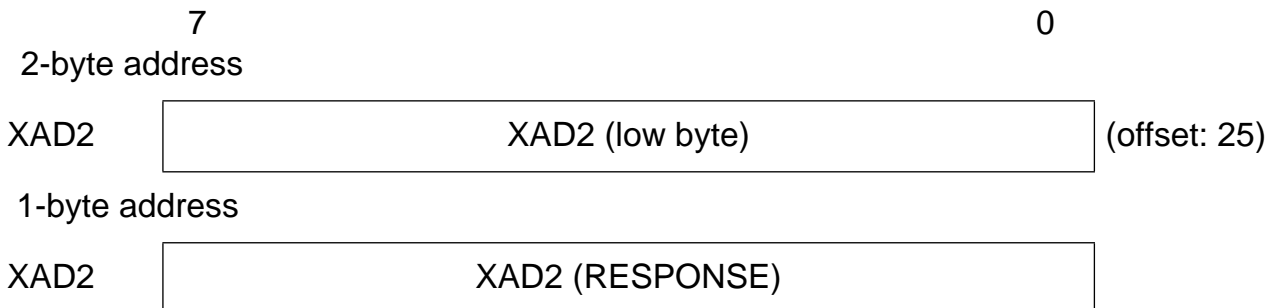 7 0
2-byte address
XAD2 XAD2 (low byte) (offset: 25)
1-byte address
XAD2 XAD2 (RESPONSE)